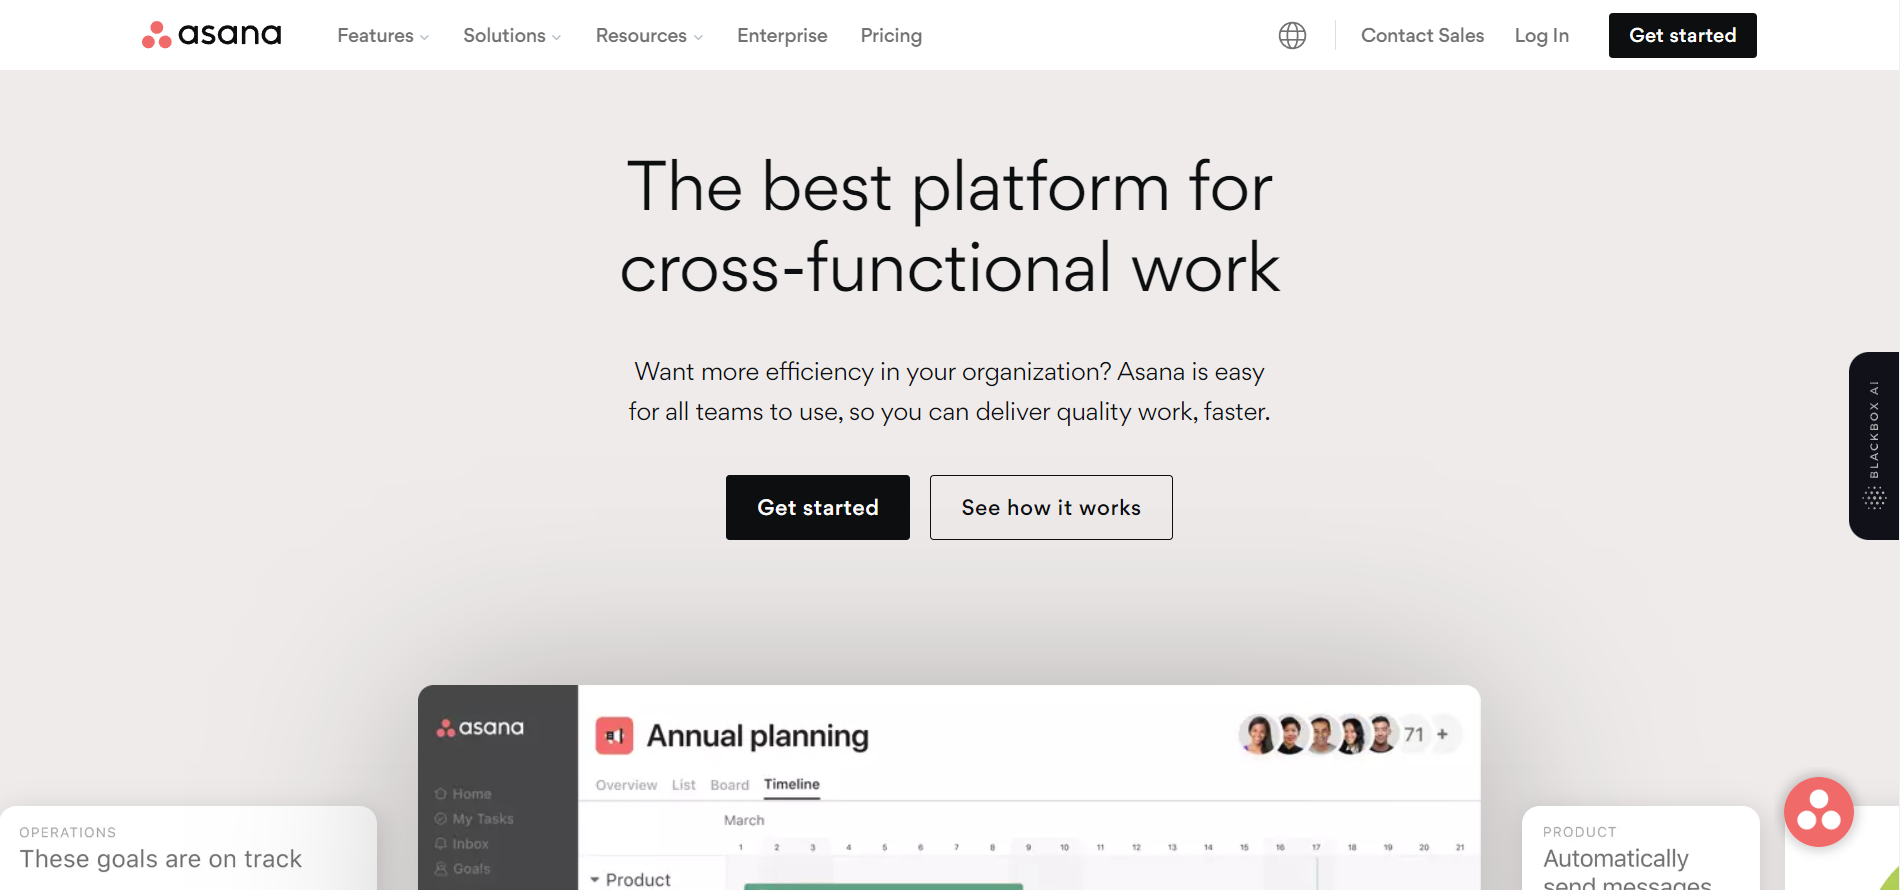 asana
Features
Solutions
Resources
Enterprise
Pricing
Contact Sales
Log In
Get started
The best platform for
cross-functional work
Want more efficiency in your organization? Asana is easy
for all teams to use, so you can deliver quality work, faster.
Get started
See how it works
BLACKBOX AI
asana
Home
My Tasks
Inbox
Goals
Annual planning
71 +
Overview List Board Timeline
March
1 2 3 4 5 6 7 8 9 10 11 12 13 14 15 16 17 18 19 20 21
Product
OPERATIONS
These goals are on track
PRODUCT
Automatically
send messages